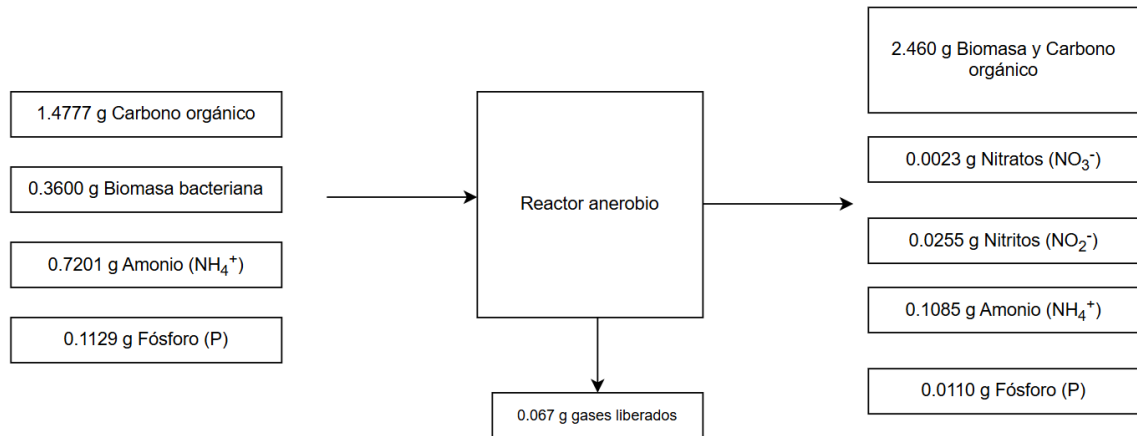 1.4777 g Carbono orgánico
0.3600 g Biomasa bacteriana
0.7201 g Amonio (NH₄⁺)
0.1129 g Fósforo (P)
Reactor anerobio
0.067 g gases liberados
2.460 g Biomasa y Carbono
orgánico
0.0023 g Nitratos (NO₃⁻)
0.0255 g Nitritos (NO₂⁻)
0.1085 g Amonio (NH₄⁺)
0.0110 g Fósforo (P)